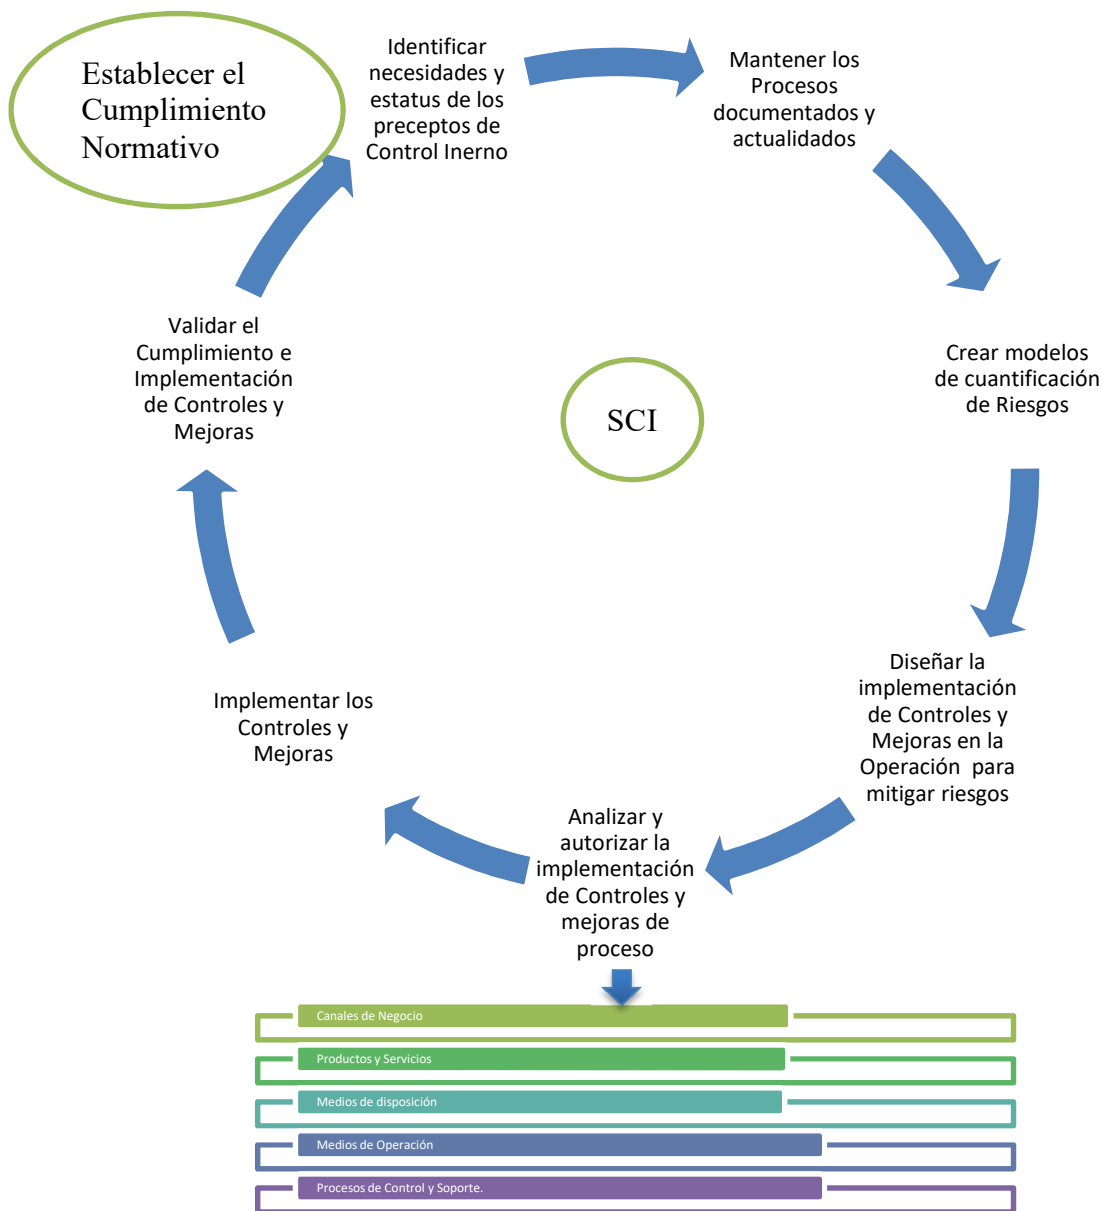 Establecer el
Cumplimiento
Normativo
Identificar
necesidades y
estatus de los
preceptos de
Control Inerno
Mantener los
Procesos
documentados y
actualidados
Crear modelos
de cuantificación
de Riesgos
Diseñar la
implementación
de Controles y
Mejoras en la
Operación  para
mitigar riesgos
Analizar y
autorizar la
implementación
de Controles y
mejoras de
proceso
Implementar los
Controles y
Mejoras
Validar el
Cumplimiento e
Implementación
de Controles y
Mejoras
SCI
Canales de Negocio
Productos y Servicios
Medios de disposición
Medios de Operación
Procesos de Control y Soporte.